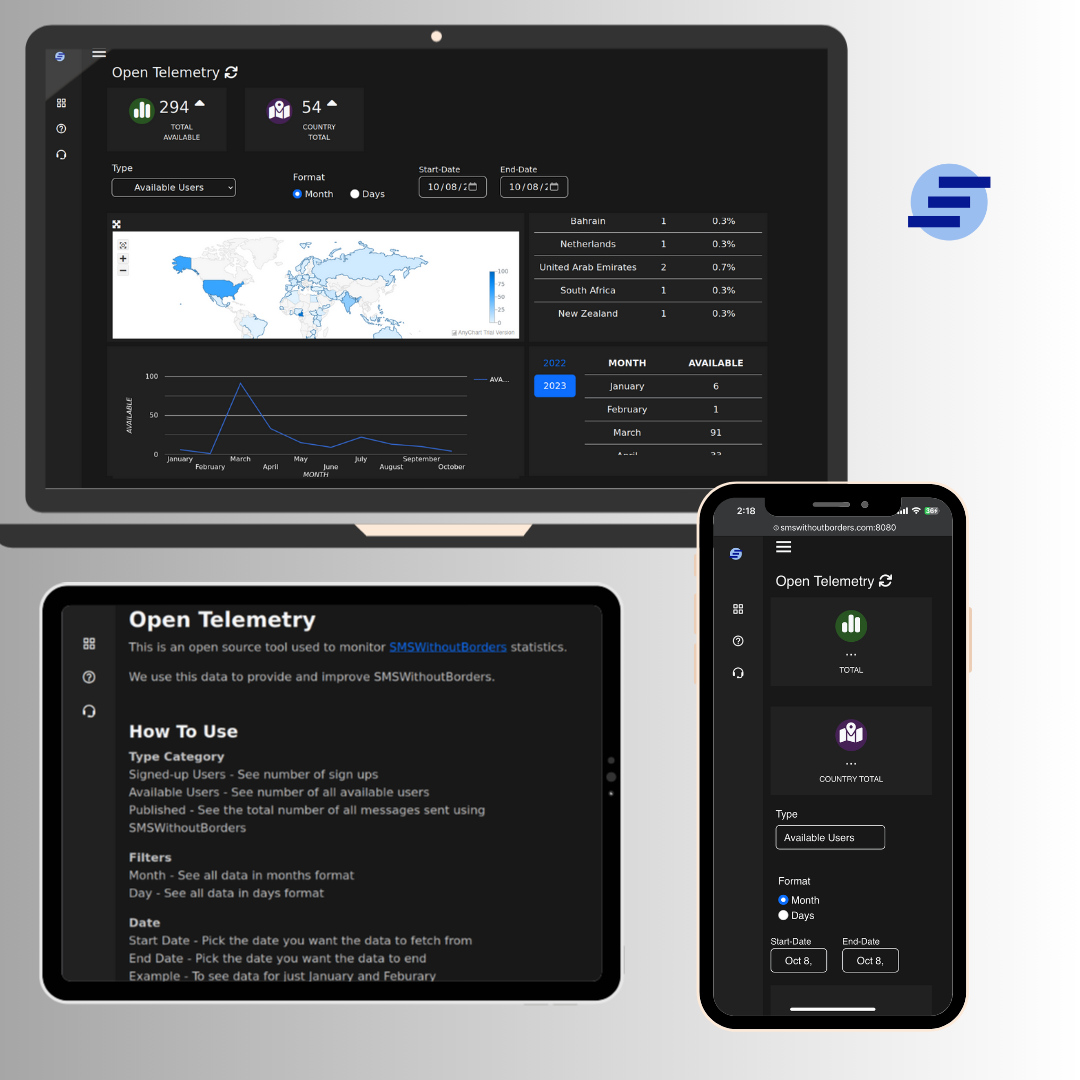 Open Telemetry
294
TOTAL
AVAILABLE
54
COUNTRY
TOTAL
Type
Available Users
Format
Month
Days
Start-Date
10/08/2
End-Date
10/08/2
+
−
100
75
50
25
0
AnyChart Trial Version
Bahrain 1 0.3%
Netherlands 1 0.3%
United Arab Emirates 2 0.7%
South Africa 1 0.3%
New Zealand 1 0.3%
100
50
0
AVAILABLE
January
February
March
April
May
June
July
August
September
October
MONTH
AVA...
2022
2023
MONTH AVAILABLE
January 6
February 1
March 91
April 33
Open Telemetry
This is an open source tool used to monitor SMSWithoutBorders statistics.
We use this data to provide and improve SMSWithoutBorders.
How To Use
Type Category
Signed-up Users - See number of sign ups
Available Users - See number of all available users
Published - See the total number of all messages sent using
SMSWithoutBorders
Filters
Month - See all data in months format
Day - See all data in days format
Date
Start Date - Pick the date you want the data to fetch from
End Date - Pick the date you want the data to end
Example - To see data for just January and Feburary
2:18
36
smswithoutborders.com:8080
Open Telemetry
...
TOTAL
...
COUNTRY TOTAL
Type
Available Users
Format
Month
Days
Start-Date
End-Date
Oct 8,
Oct 8,